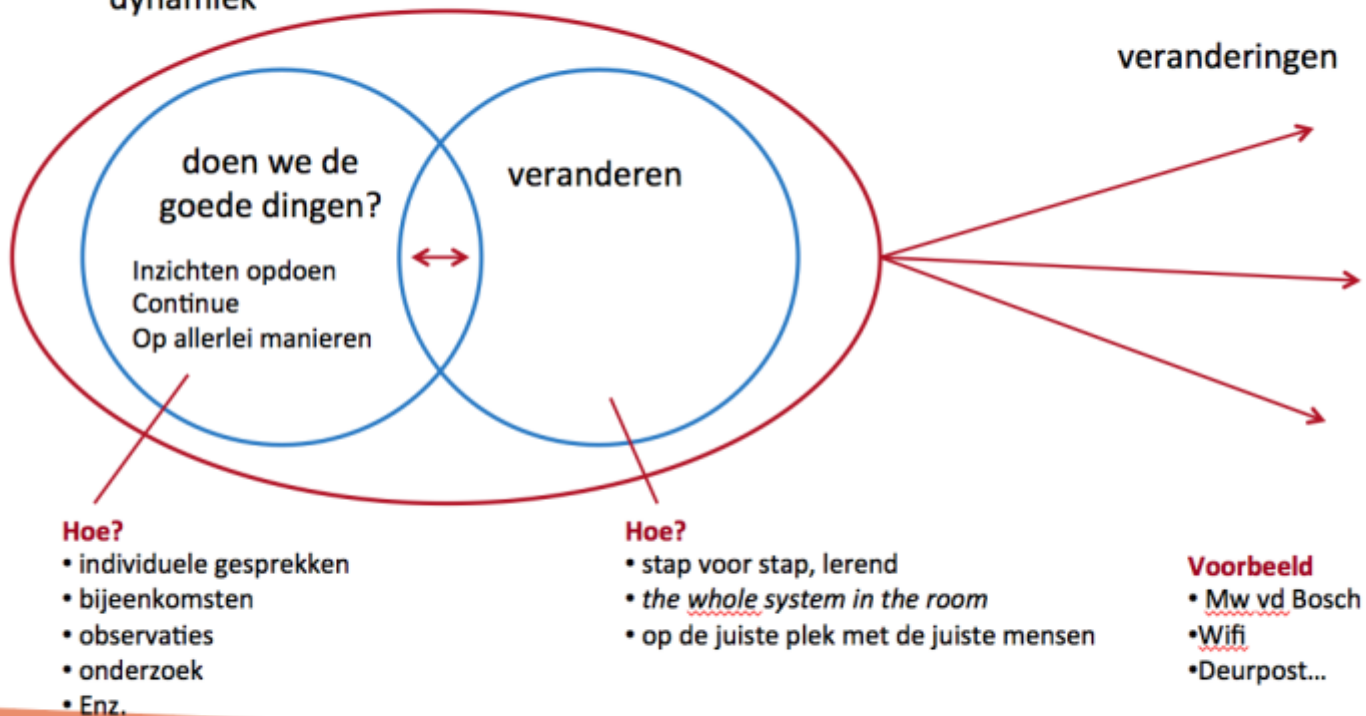 dynamiek
veranderingen
doen we de
goede dingen?
Inzichten opdoen
Continue
Op allerlei manieren
veranderen
Hoe?
• individuele gesprekken
• bijeenkomsten
• observaties
• onderzoek
• Enz.
Hoe?
• stap voor stap, lerend
• the whole system in the room
• op de juiste plek met de juiste mensen
Voorbeeld
• Mw vd Bosch
•Wifi
•Deurpost...